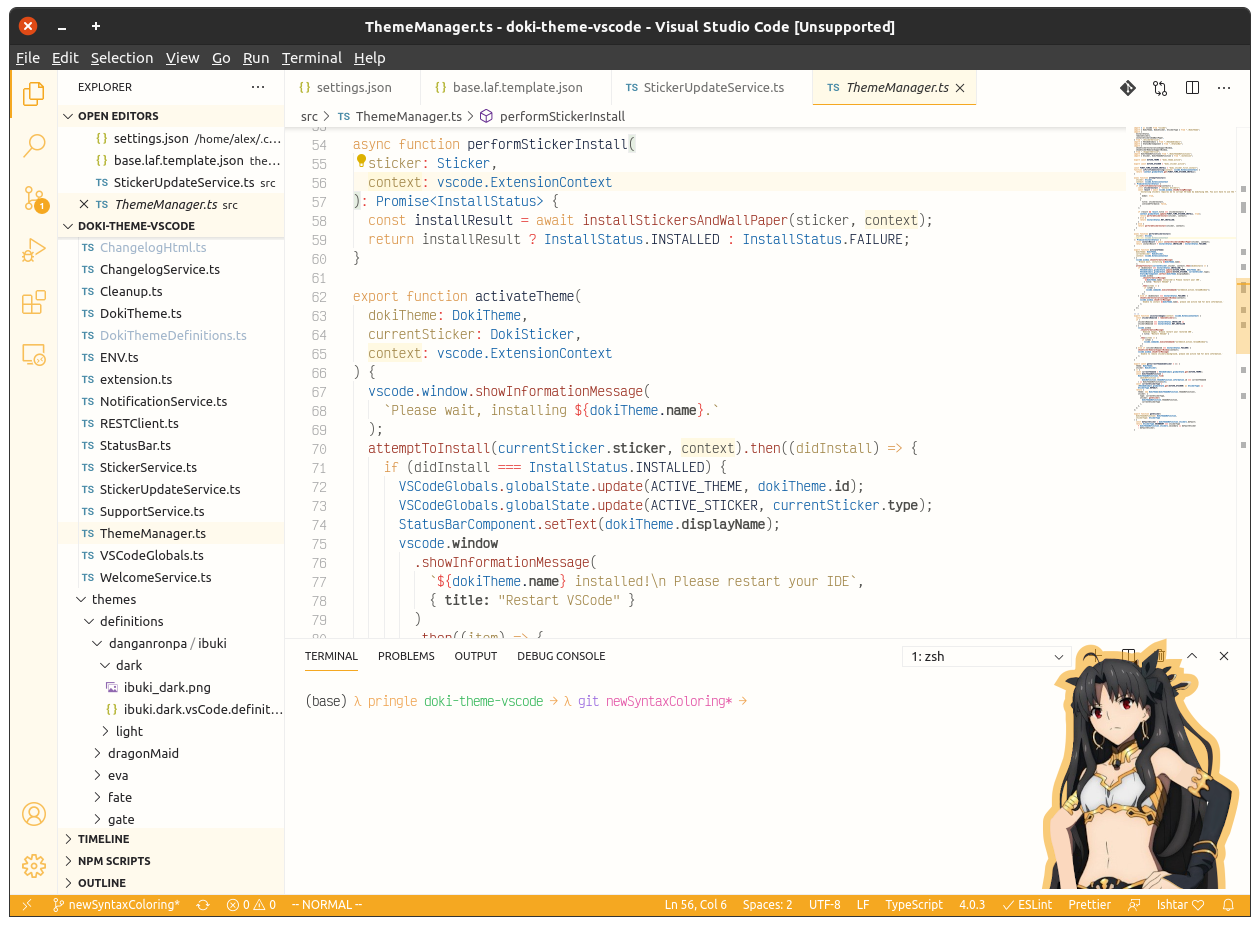 ThemeManager.ts - doki-theme-vscode - Visual Studio Code [Unsupported]
File Edit Selection View Go Run Terminal Help
EXPLORER
OPEN EDITORS
{} settings.json /home/alex/.c...
{} base.laf.template.json the...
TS StickerUpdateService.ts src
TS ThemeManager.ts src
DOKI-THEME-VSCODE
TS ChangelogHtml.ts
TS ChangelogService.ts
TS Cleanup.ts
TS DokiTheme.ts
TS DokiThemeDefinitions.ts
TS ENV.ts
TS extension.ts
TS NotificationService.ts
TS RESTClient.ts
TS StatusBar.ts
TS StickerService.ts
TS StickerUpdateService.ts
TS SupportService.ts
TS ThemeManager.ts
TS VSCodeGlobals.ts
TS WelcomeService.ts
themes
definitions
danganronpa / ibuki
dark
ibuki_dark.png
{} ibuki.dark.vsCode.definit...
light
dragonMaid
eva
fate
gate
TIMELINE
NPM SCRIPTS
OUTLINE
1
{} settings.json {} base.laf.template.json TS StickerUpdateService.ts TS ThemeManager.ts
src > TS ThemeManager.ts > performStickerInstall
54 async function performStickerInstall(
55 sticker: Sticker,
56 context: vscode.ExtensionContext
57 ): Promise<InstallStatus> {
58 const installResult = await installStickersAndWallPaper(sticker, context);
59 return installResult ? InstallStatus.INSTALLED : InstallStatus.FAILURE;
60 }
61
62 export function activateTheme(
63 dokiTheme: DokiTheme,
64 currentSticker: DokiSticker,
65 context: vscode.ExtensionContext
66 ) {
67 vscode.window.showInformationMessage(
68 `Please wait, installing ${dokiTheme.name}.`
69 );
70 attemptToInstall(currentSticker.sticker, context).then((didInstall) => {
71 if (didInstall === InstallStatus.INSTALLED) {
72 VSCodeGlobals.globalState.update(ACTIVE_THEME, dokiTheme.id);
73 VSCodeGlobals.globalState.update(ACTIVE_STICKER, currentSticker.type);
74 StatusBarComponent.setText(dokiTheme.displayName);
75 vscode.window
76 .showInformationMessage(
77 `${dokiTheme.name} installed!\n Please restart your IDE`,
78 { title: "Restart VSCode" }
79 )
80 .then((item) => {
TERMINAL PROBLEMS OUTPUT DEBUG CONSOLE 1: zsh
(base) λ pringle doki-theme-vscode → λ git newSyntaxColoring* →
newSyntaxColoring* 0 0 -- NORMAL -- Ln 56, Col 6 Spaces: 2 UTF-8 LF TypeScript 4.0.3 ESLint Prettier Ishtar ♡